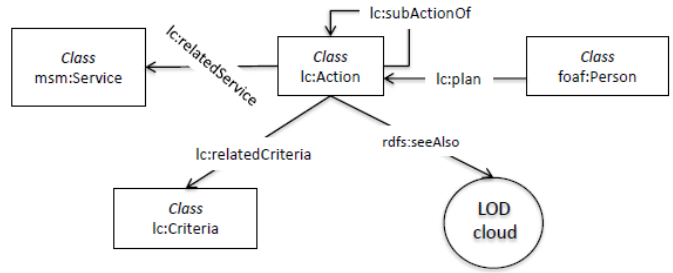 lc:subActionOf
Class
msm:Service
lc:relatedService
Class
lc:Action
lc:plan
Class
foaf:Person
lc:relatedCriteria
rdfs:seeAlso
Class
lc:Criteria
LOD
cloud